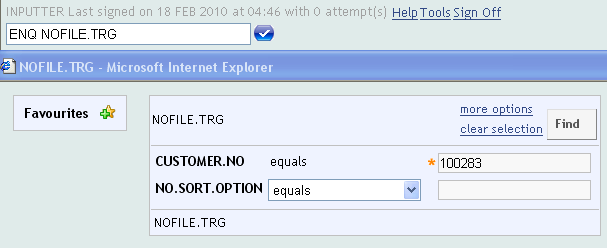 INPUTTER Last signed on 18 FEB 2010 at 04:46 with 0 attempt(s) Help Tools Sign Off
ENQ NOFILE.TRG
NOFILE.TRG - Microsoft Internet Explorer
Favourites
more options
NOFILE.TRG
clear selection
Find
CUSTOMER.NO equals * 100283
NO.SORT.OPTION equals
NOFILE.TRG